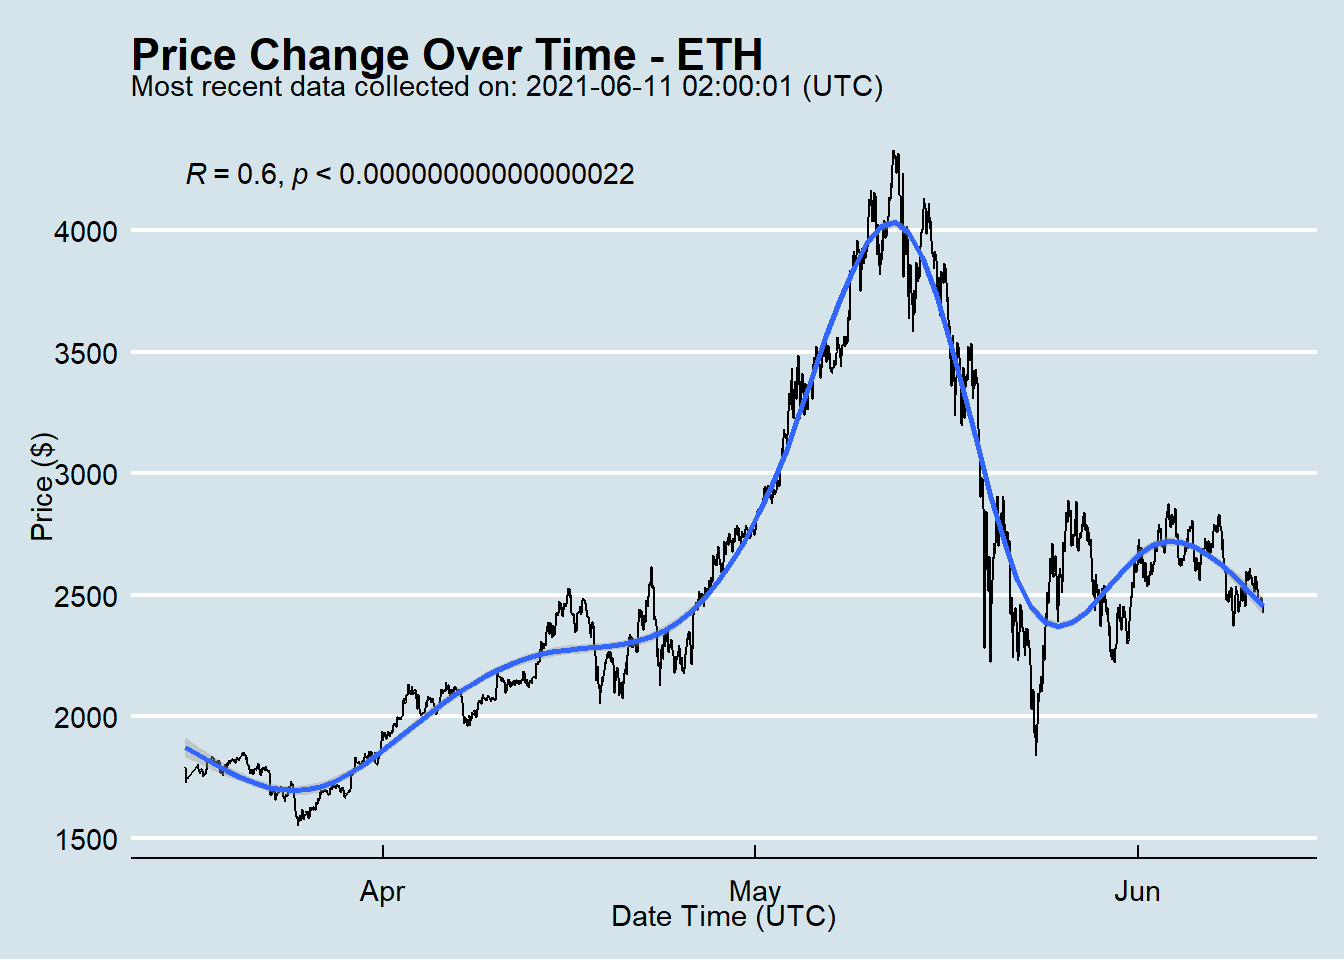 Price Change Over Time - ETH
Most recent data collected on: 2021-06-11 02:00:01 (UTC)
R = 0.6, p < 0.00000000000000022
4000
3500
3000
2500
2000
1500
Price ($)
Apr
May
Jun
Date Time (UTC)